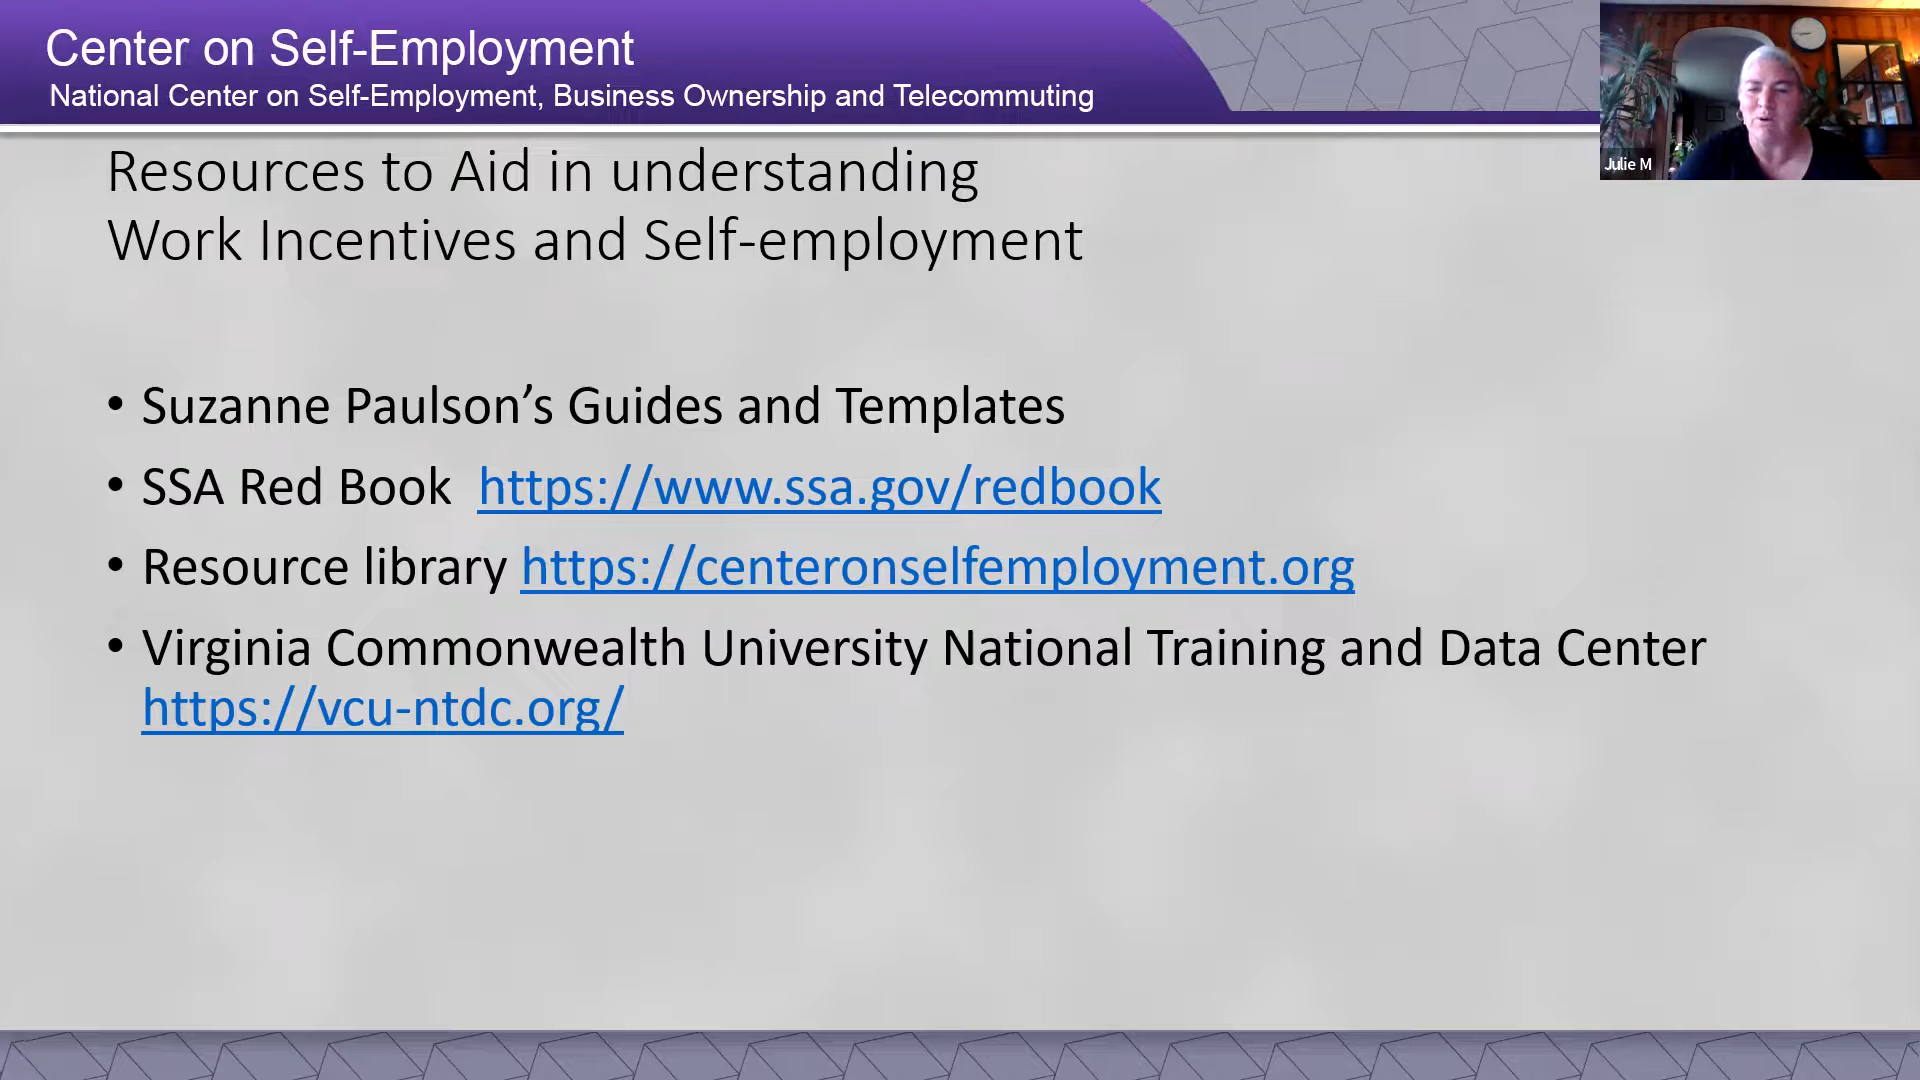 Center on Self-Employment
National Center on Self-Employment, Business Ownership and Telecommuting
Julie M
Resources to Aid in understanding
Work Incentives and Self-employment
• Suzanne Paulson’s Guides and Templates
• SSA Red Book  https://www.ssa.gov/redbook
• Resource library https://centeronselfemployment.org
• Virginia Commonwealth University National Training and Data Center
https://vcu-ntdc.org/